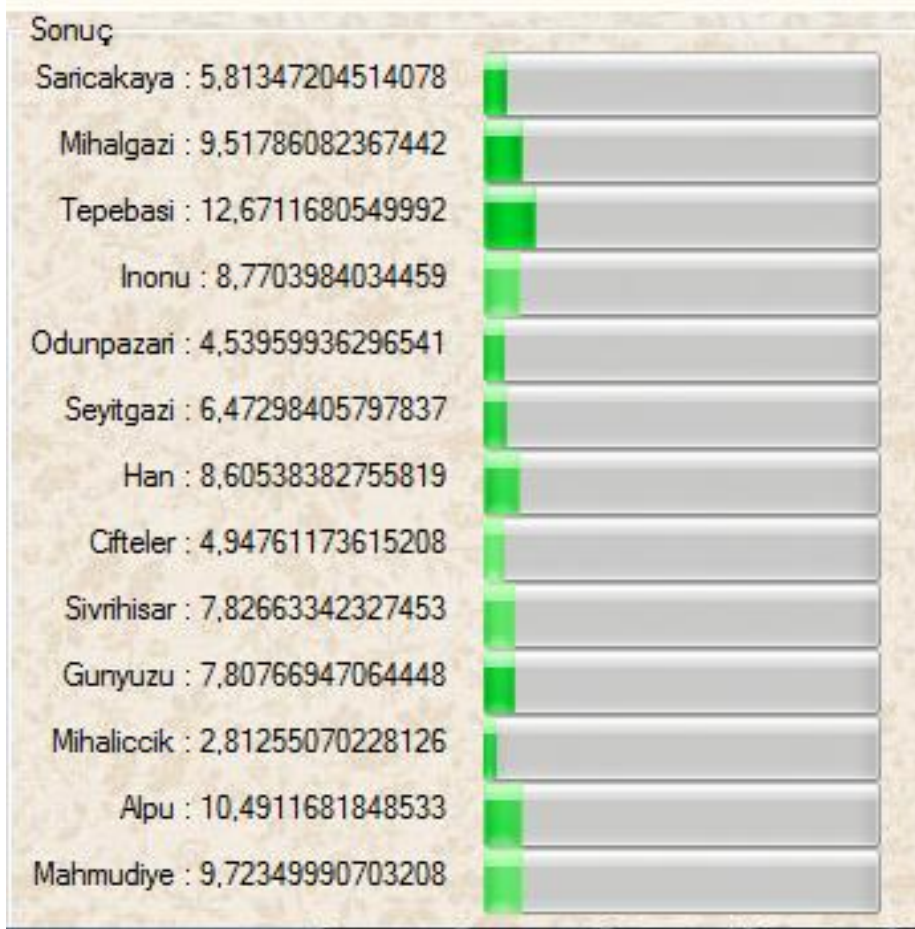 Sonuç
Saricakaya : 5,81347204514078
Mihalgazi : 9,51786082367442
Tepebasi : 12,6711680549992
Inonu : 8,7703984034459
Odunpazari : 4,53959936296541
Seyitgazi : 6,47298405797837
Han : 8,60538382755819
Cifteler : 4,94761173615208
Sivrihisar : 7,82663342327453
Gunyuzu : 7,80766947064448
Mihaliccik : 2,81255070228126
Alpu : 10,4911681848533
Mahmudiye : 9,72349990703208